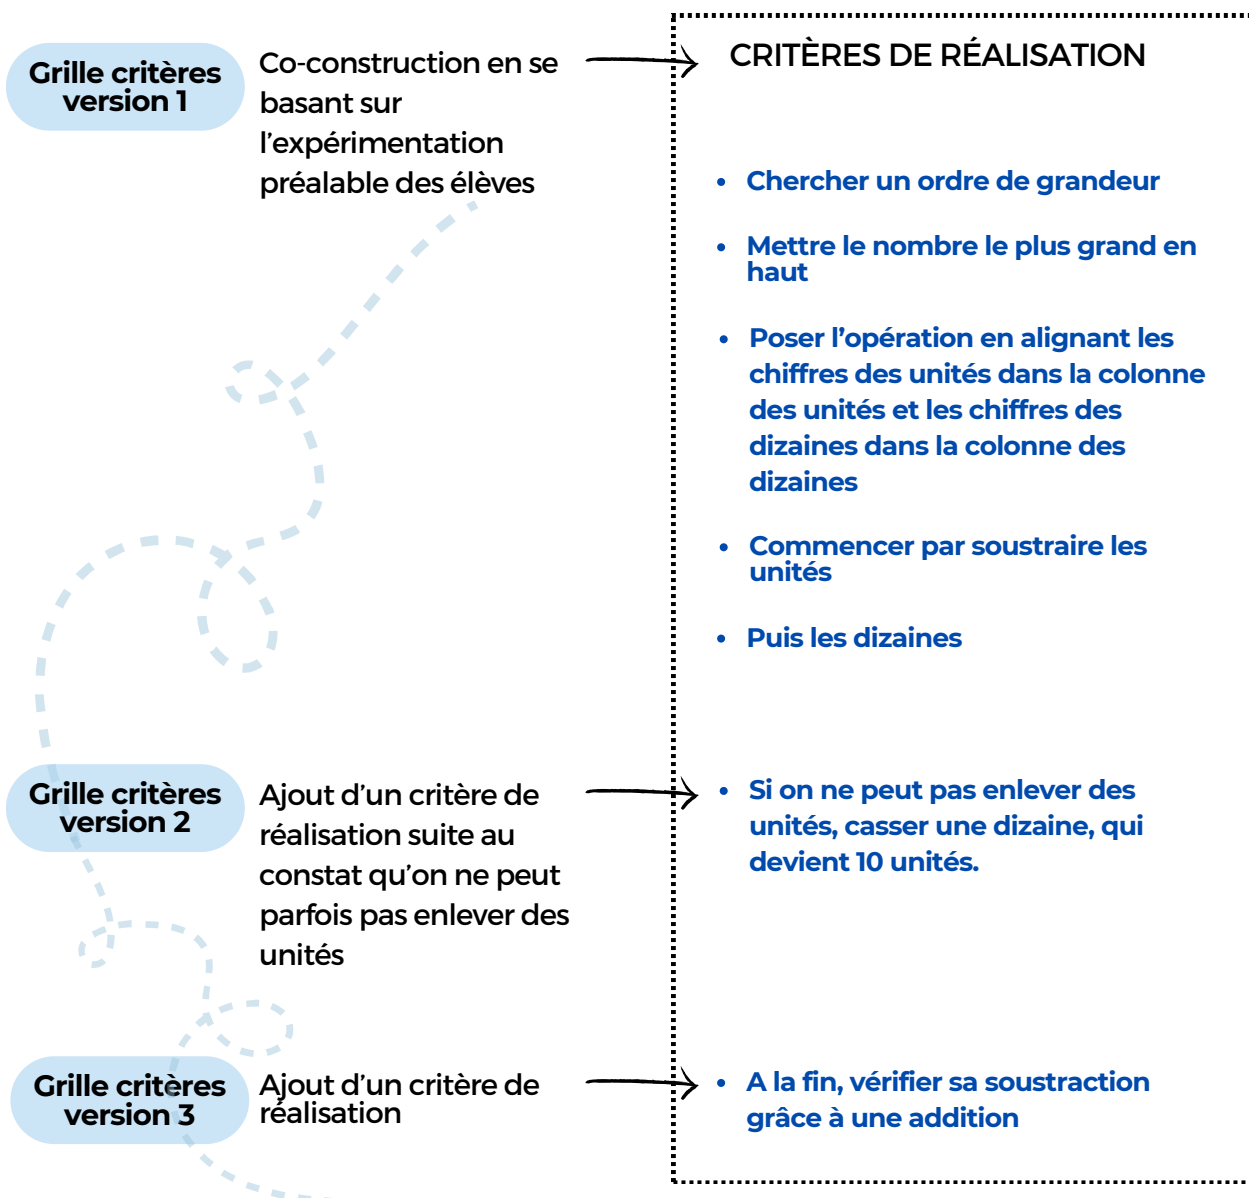 Grille critères
version 1
Co-construction en se
basant sur
l'expérimentation
préalable des élèves
CRITÈRES DE RÉALISATION
• Chercher un ordre de grandeur
• Mettre le nombre le plus grand en
haut
• Poser l'opération en alignant les
chiffres des unités dans la colonne
des unités et les chiffres des
dizaines dans la colonne des
dizaines
• Commencer par soustraire les
unités
• Puis les dizaines
Grille critères
version 2
Ajout d'un critère de
réalisation suite au
constat qu'on ne peut
parfois pas enlever des
unités
• Si on ne peut pas enlever des
unités, casser une dizaine, qui
devient 10 unités.
Grille critères
version 3
Ajout d'un critère de
réalisation
• A la fin, vérifier sa soustraction
grâce à une addition